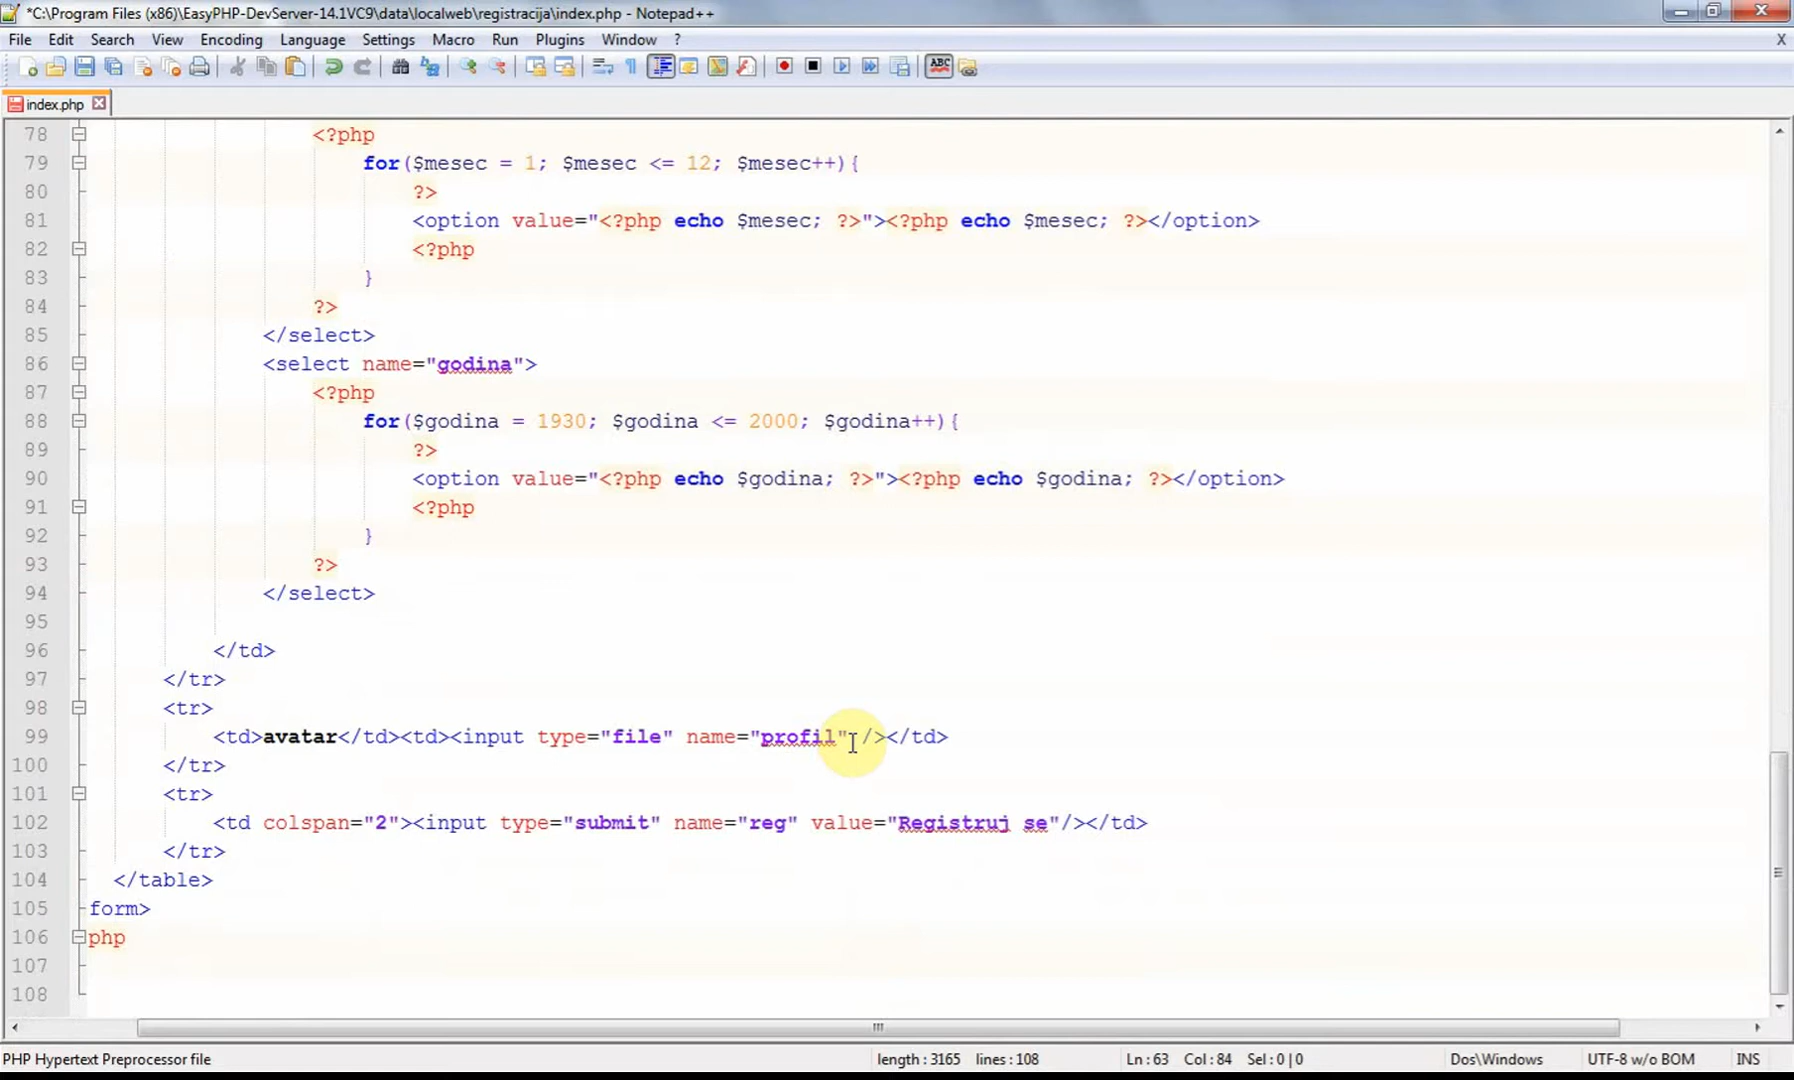 *C:\Program Files (x86)\EasyPHP-DevServer-14.1VC9\data\localweb\registracija\index.php - Notepad++
File Edit Search View Encoding Language Settings Macro Run Plugins Window ? X
ABC
index.php
78 <?php
79 for($mesec = 1; $mesec <= 12; $mesec++){
80 ?>
81 <option value="<?php echo $mesec; ?>"><?php echo $mesec; ?></option>
82 <?php
83 }
84 ?>
85 </select>
86 <select name="godina">
87 <?php
88 for($godina = 1930; $godina <= 2000; $godina++){
89 ?>
90 <option value="<?php echo $godina; ?>"><?php echo $godina; ?></option>
91 <?php
92 }
93 ?>
94 </select>
95
96 </td>
97 </tr>
98 <tr>
99 <td>avatar</td><td><input type="file" name="profil" /></td>
100 </tr>
101 <tr>
102 <td colspan="2"><input type="submit" name="reg" value="Registruj se"/></td>
103 </tr>
104 </table>
105 form>
106 php
107
108
PHP Hypertext Preprocessor file length : 3165 lines : 108 Ln : 63 Col : 84 Sel : 0 | 0 Dos\Windows UTF-8 w/o BOM INS